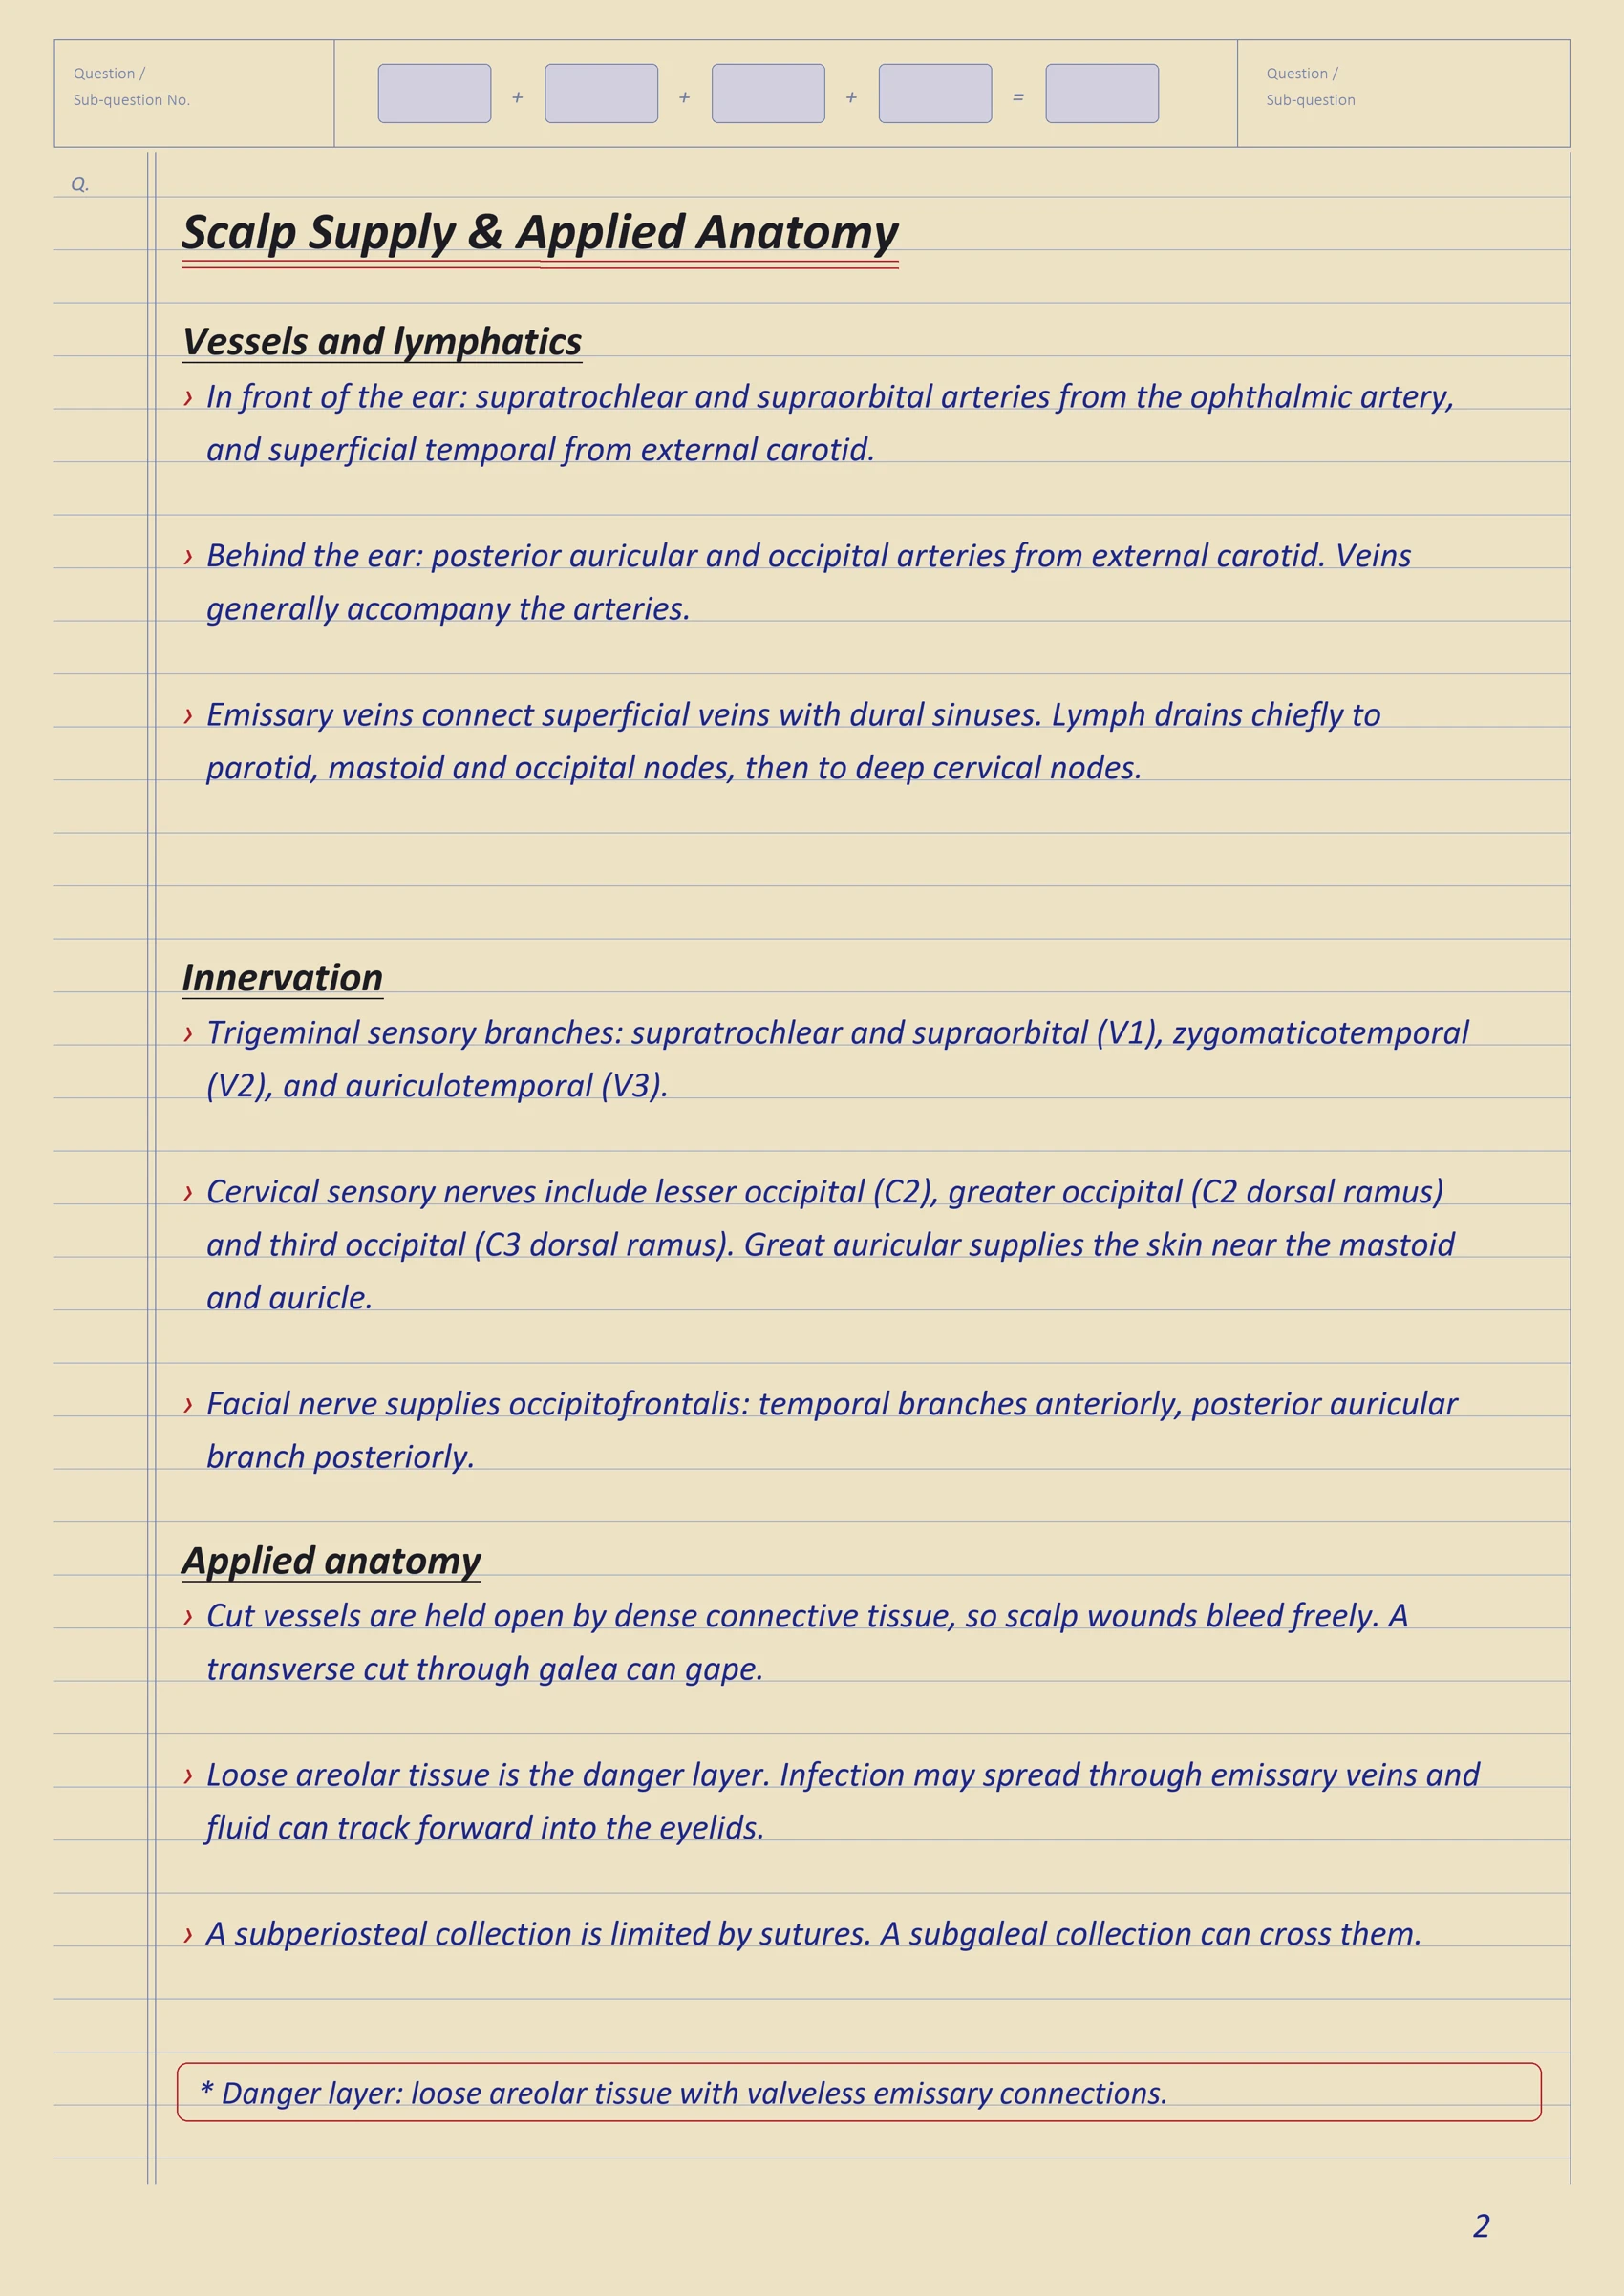 Question /
Sub-question No.
+ + + =
Question /
Sub-question
Q.
Scalp Supply & Applied Anatomy
Vessels and lymphatics
› In front of the ear: supratrochlear and supraorbital arteries from the ophthalmic artery,
and superficial temporal from external carotid.
› Behind the ear: posterior auricular and occipital arteries from external carotid. Veins
generally accompany the arteries.
› Emissary veins connect superficial veins with dural sinuses. Lymph drains chiefly to
parotid, mastoid and occipital nodes, then to deep cervical nodes.
Innervation
› Trigeminal sensory branches: supratrochlear and supraorbital (V1), zygomaticotemporal
(V2), and auriculotemporal (V3).
› Cervical sensory nerves include lesser occipital (C2), greater occipital (C2 dorsal ramus)
and third occipital (C3 dorsal ramus). Great auricular supplies the skin near the mastoid
and auricle.
› Facial nerve supplies occipitofrontalis: temporal branches anteriorly, posterior auricular
branch posteriorly.
Applied anatomy
› Cut vessels are held open by dense connective tissue, so scalp wounds bleed freely. A
transverse cut through galea can gape.
› Loose areolar tissue is the danger layer. Infection may spread through emissary veins and
fluid can track forward into the eyelids.
› A subperiosteal collection is limited by sutures. A subgaleal collection can cross them.
* Danger layer: loose areolar tissue with valveless emissary connections.
2